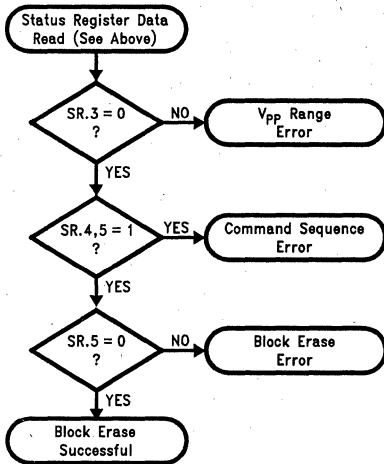 Status Register Data
Read (See Above)
SR.3 = 0
?
NO
VPP Range
Error
YES
SR.4,5 = 1
?
YES
Command Sequence
Error
YES
SR.5 = 0
?
NO
Block Erase
Error
YES
Block Erase
Successful